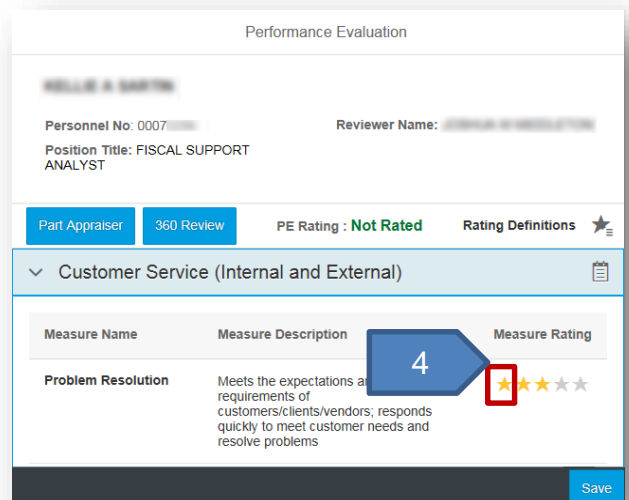 Performance Evaluation
Personnel No: 0007
Reviewer Name:
Position Title: FISCAL SUPPORT
ANALYST
Part Appraiser
360 Review
PE Rating : Not Rated
Rating Definitions
Customer Service (Internal and External)
Measure Name
Measure Description
Measure Rating
4
Problem Resolution
Meets the expectations
requirements of
customers/clients/vendors; responds
quickly to meet customer needs and
resolve problems
Save